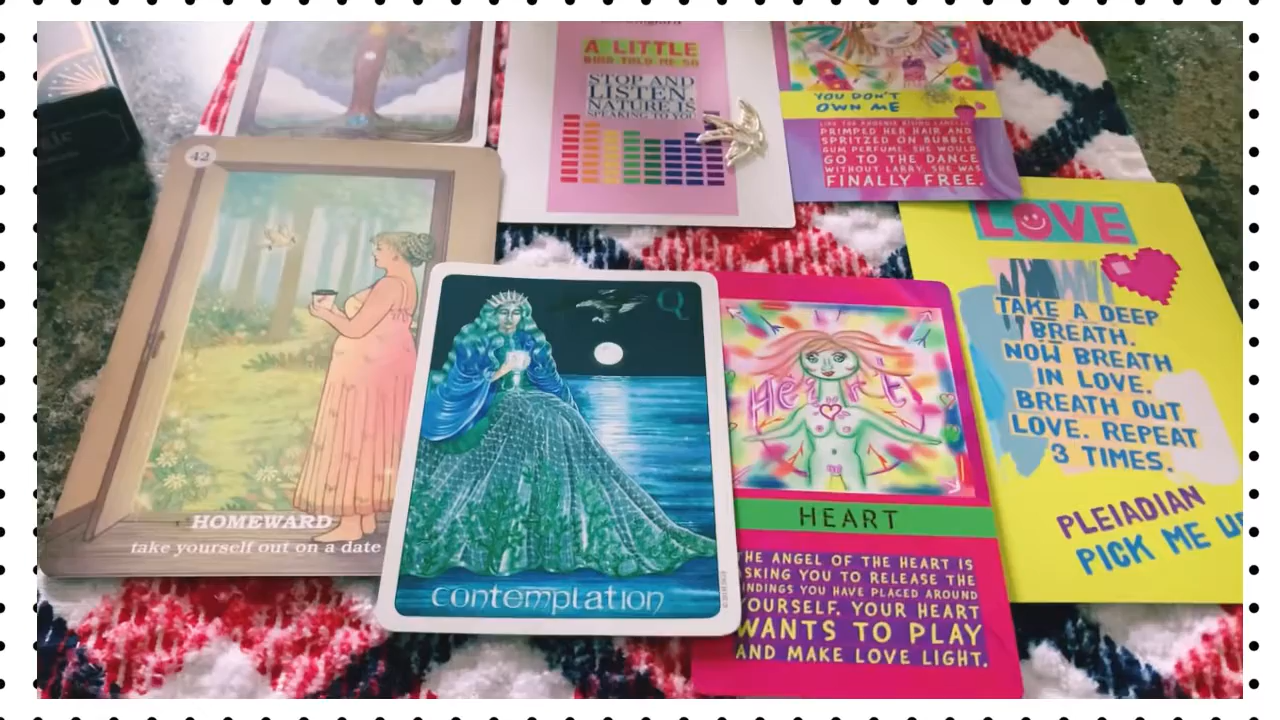 A LITTLE
BIRD TOLD ME SO
STOP AND
LISTEN
NATURE IS
SPEAKING TO YOU
YOU DON'T
OWN ME
LIKE THE PHOENIX RISING
PRIMPED HER HAIR AND
SPRITZED ON BUBBLE
GUM PERFUME. SHE WOULD
GO TO THE DANCE
WITHOUT LARRY. SHE WAS
FINALLY FREE.
42
HOMEWARD
take yourself out on a date
Q
contemplation
Heart
HEART
HE ANGEL OF THE HEART IS
SKING YOU TO RELEASE THE
INDINGS YOU HAVE PLACED AROUND
YOURSELF. YOUR HEART
WANTS TO PLAY
AND MAKE LOVE LIGHT.
LOVE
TAKE A DEEP
BREATH.
NOW BREATH
IN LOVE.
BREATH OUT
LOVE. REPEAT
3 TIMES.
PLEIADIAN
PICK ME UP